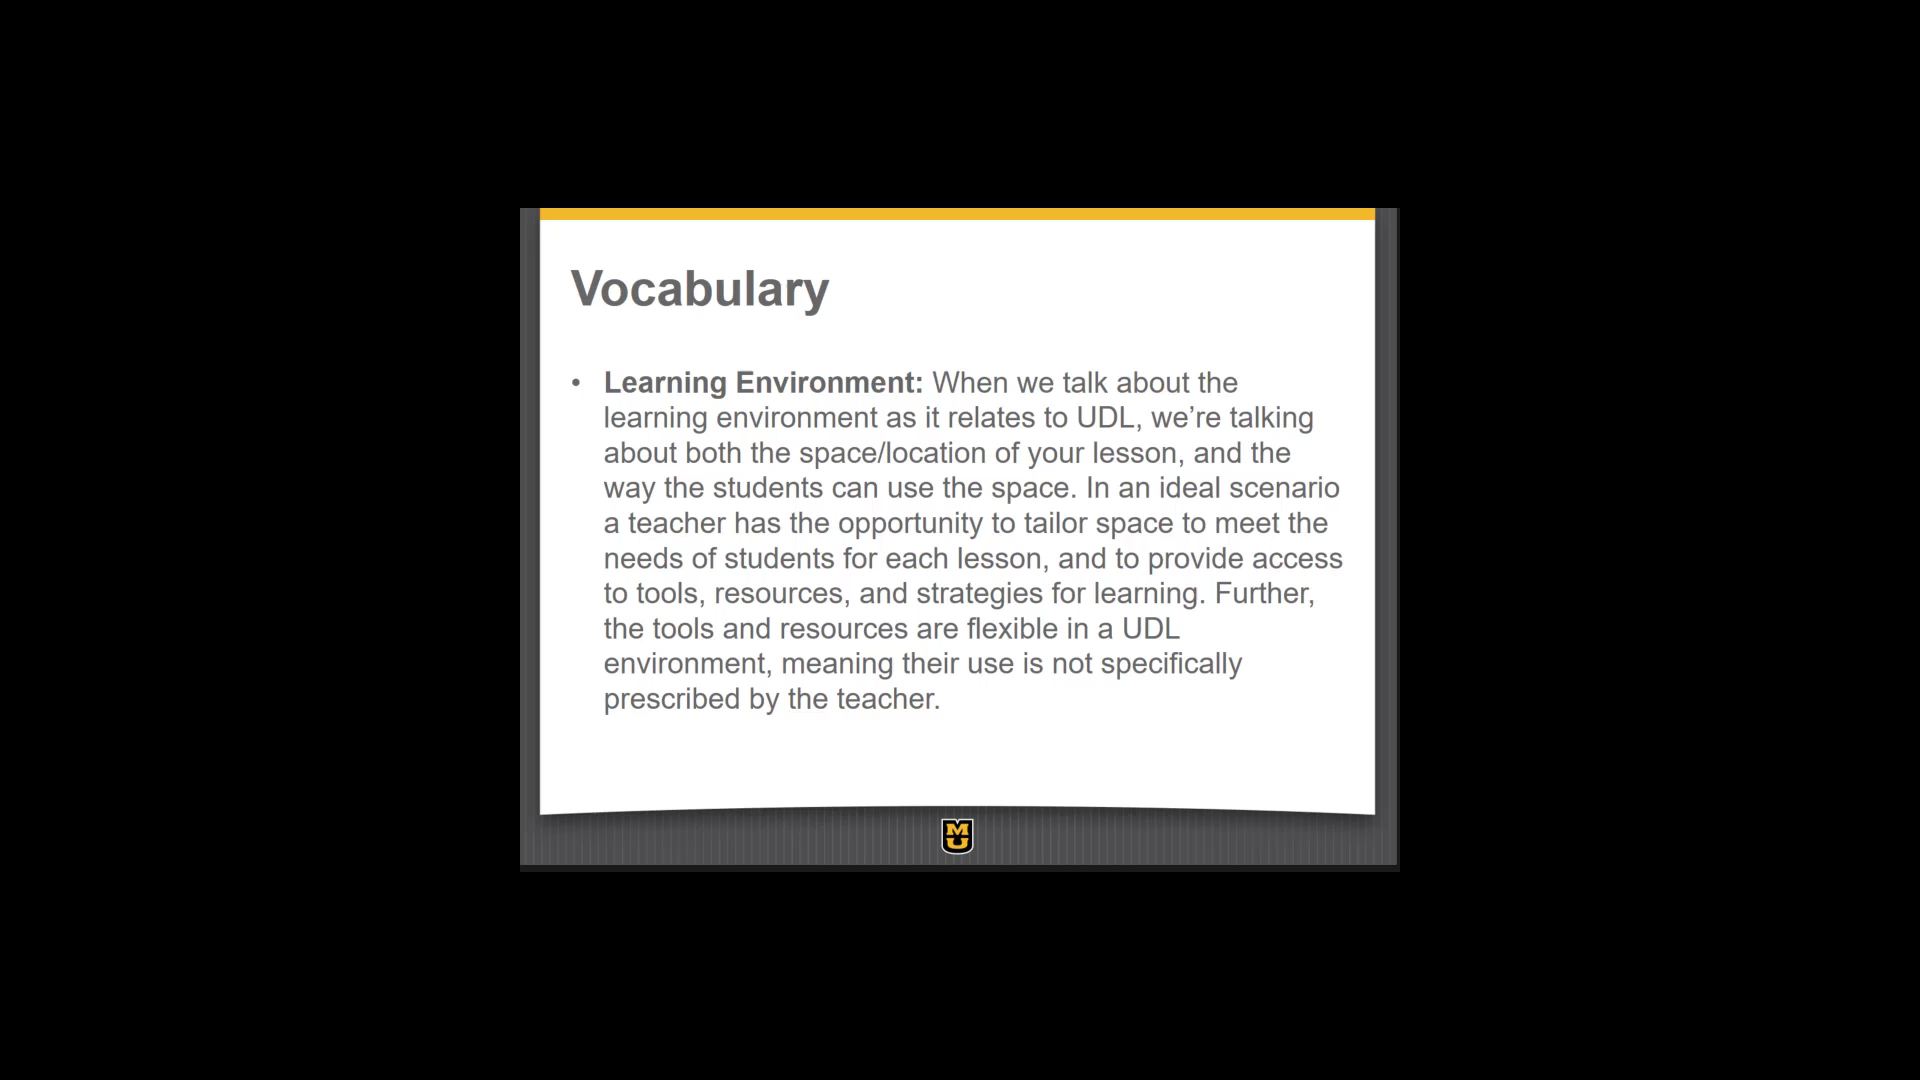 Vocabulary
• Learning Environment: When we talk about the
learning environment as it relates to UDL, we’re talking
about both the space/location of your lesson, and the
way the students can use the space. In an ideal scenario
a teacher has the opportunity to tailor space to meet the
needs of students for each lesson, and to provide access
to tools, resources, and strategies for learning. Further,
the tools and resources are flexible in a UDL
environment, meaning their use is not specifically
prescribed by the teacher.
MU